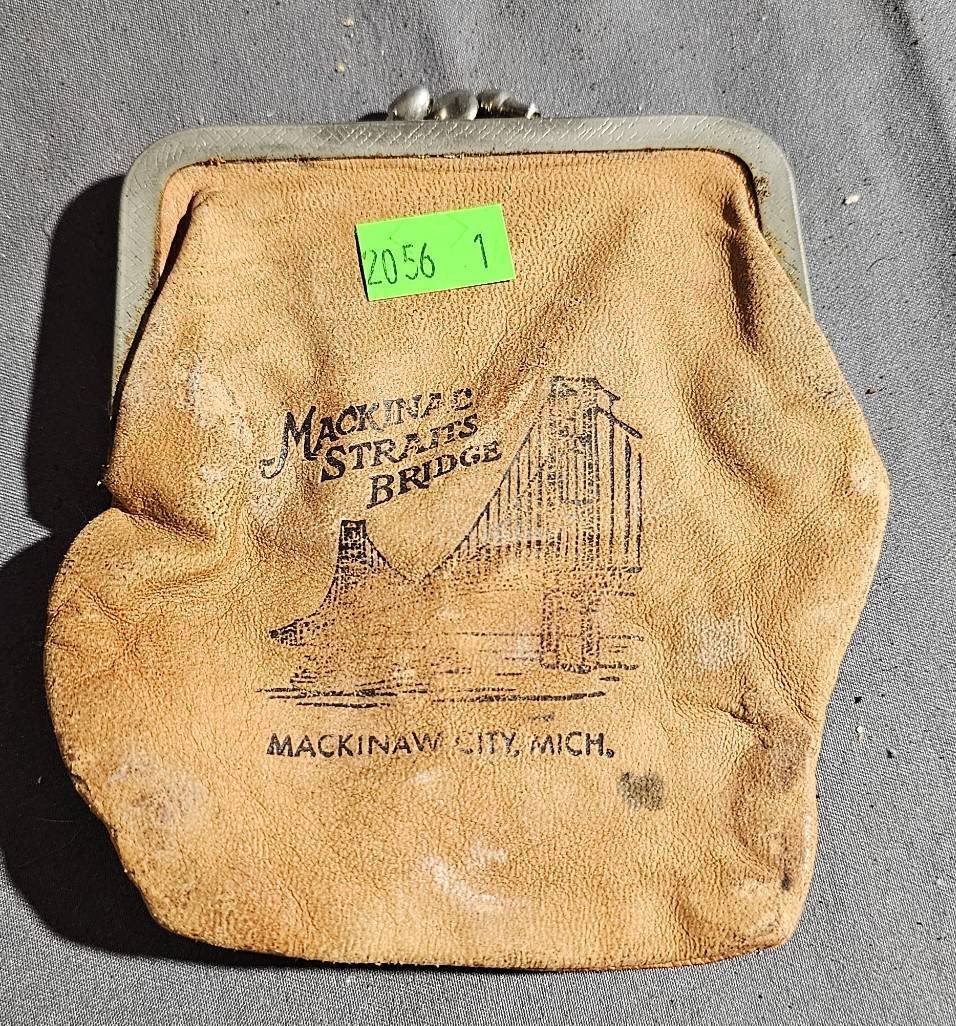 2056 1
MACKINAC
STRAITS
BRIDGE
MACKINAW CITY, MICH.